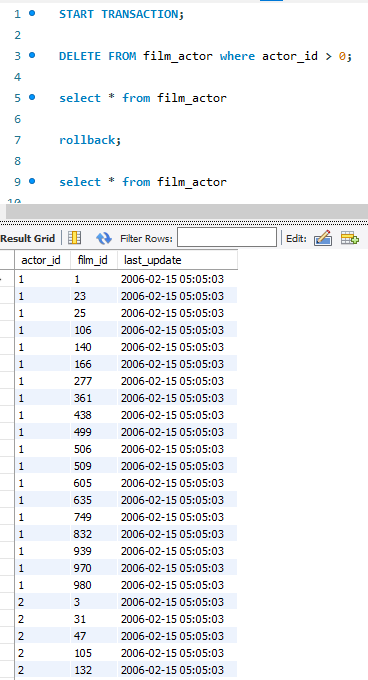 1 START TRANSACTION;
2
3 DELETE FROM film_actor where actor_id > 0;
4
5 select * from film_actor
6
7 rollback;
8
9 select * from film_actor
10
Result Grid Filter Rows: Edit:
actor_id film_id last_update
1 1 2006-02-15 05:05:03
1 23 2006-02-15 05:05:03
1 25 2006-02-15 05:05:03
1 106 2006-02-15 05:05:03
1 140 2006-02-15 05:05:03
1 166 2006-02-15 05:05:03
1 277 2006-02-15 05:05:03
1 361 2006-02-15 05:05:03
1 438 2006-02-15 05:05:03
1 499 2006-02-15 05:05:03
1 506 2006-02-15 05:05:03
1 509 2006-02-15 05:05:03
1 605 2006-02-15 05:05:03
1 635 2006-02-15 05:05:03
1 749 2006-02-15 05:05:03
1 832 2006-02-15 05:05:03
1 939 2006-02-15 05:05:03
1 970 2006-02-15 05:05:03
1 980 2006-02-15 05:05:03
2 3 2006-02-15 05:05:03
2 31 2006-02-15 05:05:03
2 47 2006-02-15 05:05:03
2 105 2006-02-15 05:05:03
2 132 2006-02-15 05:05:03